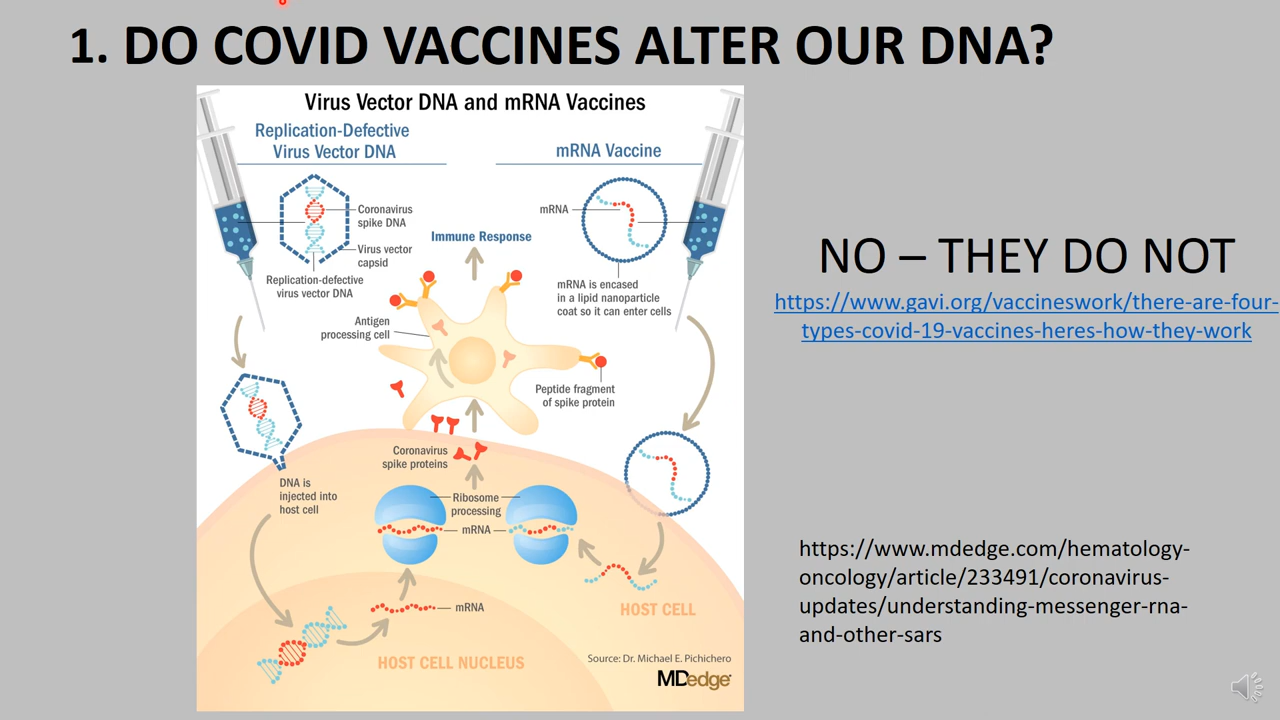 1. DO COVID VACCINES ALTER OUR DNA?
Virus Vector DNA and mRNA Vaccines
Replication-Defective
Virus Vector DNA
mRNA Vaccine
Coronavirus
spike DNA
Virus vector
capsid
Replication-defective
virus vector DNA
Immune Response
mRNA
mRNA is encased
in a lipid nanoparticle
coat so it can enter cells
Antigen
processing cell
Peptide fragment
of spike protein
Coronavirus
spike proteins
DNA is
injected into
host cell
Ribosome
processing
mRNA
mRNA
HOST CELL
HOST CELL NUCLEUS
Source: Dr. Michael E. Pichichero
MDedge
NO – THEY DO NOT
https://www.gavi.org/vaccineswork/there-are-four-
types-covid-19-vaccines-heres-how-they-work
https://www.mdedge.com/hematology-
oncology/article/233491/coronavirus-
updates/understanding-messenger-rna-
and-other-sars